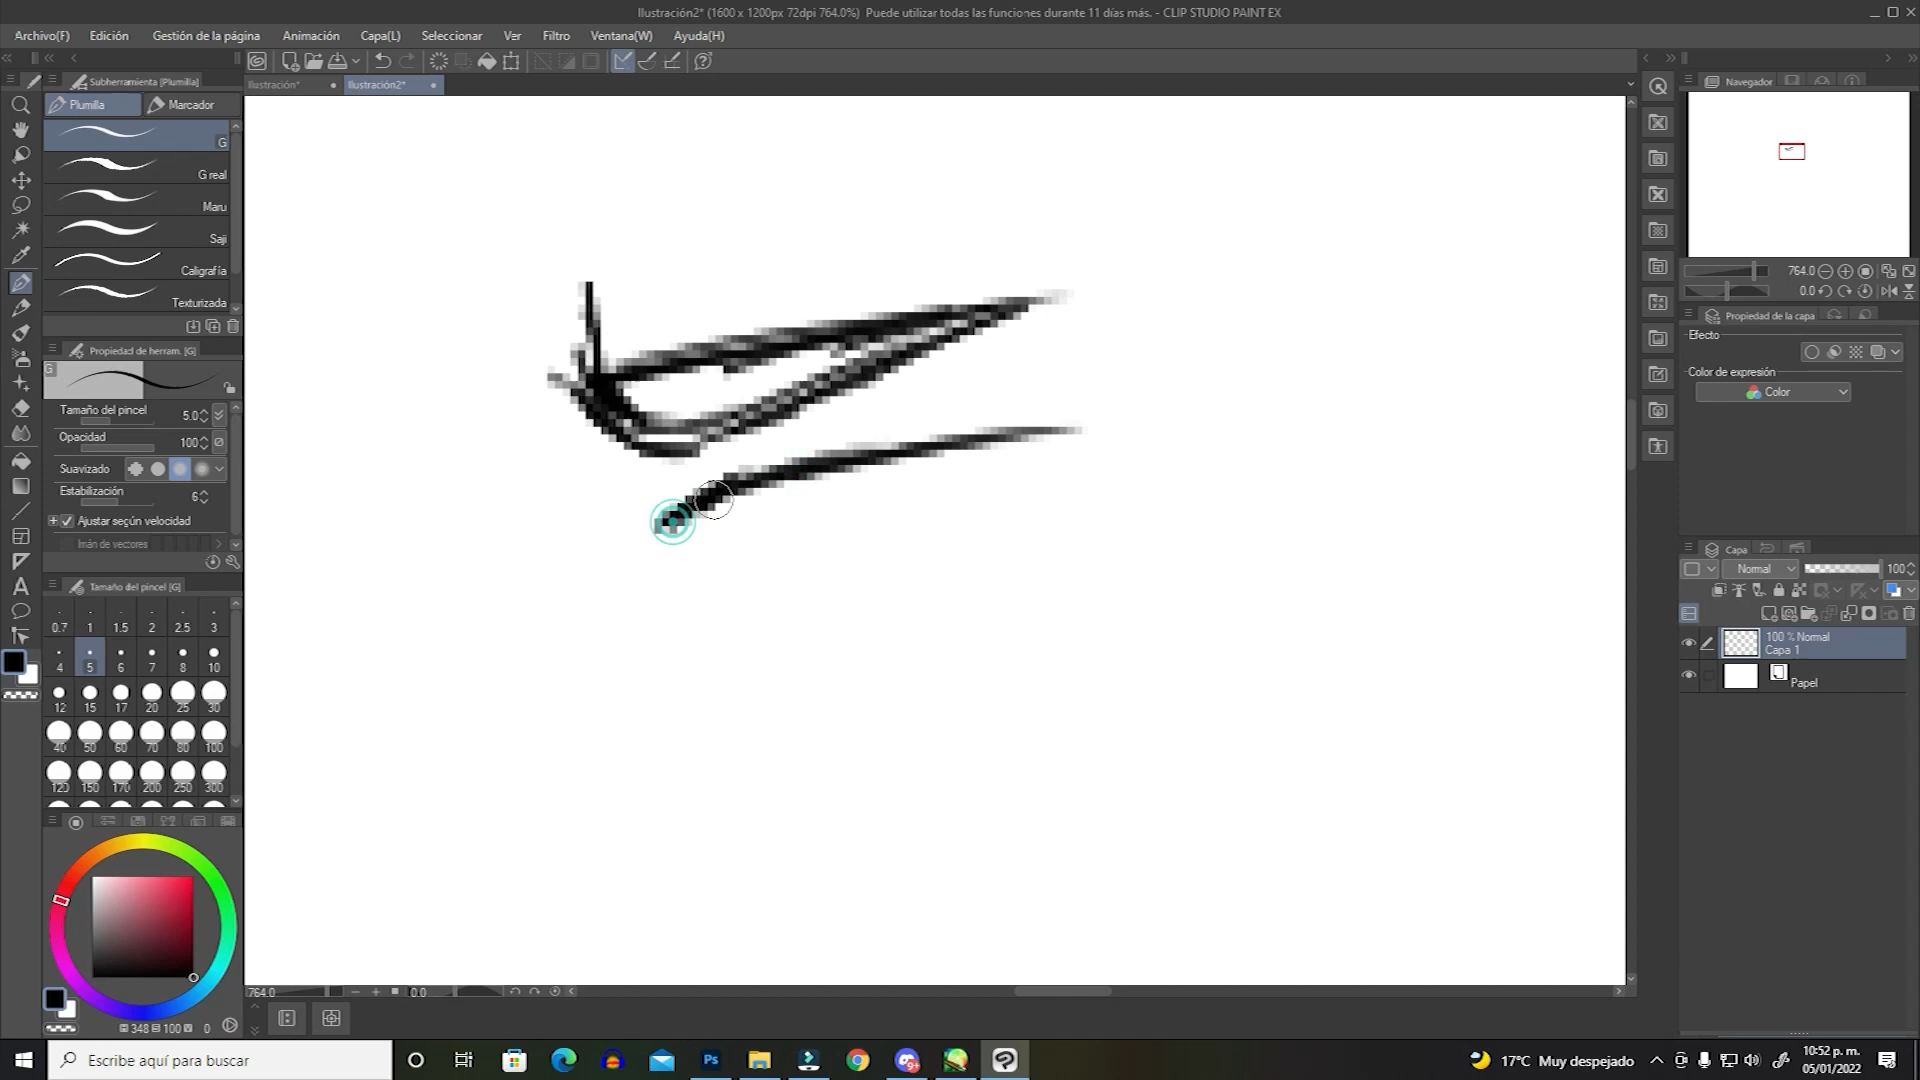 Ilustración2* (1600 x 1200px 72dpi 764.0%)  Puede utilizar todas las funciones durante 11 días más. - CLIP STUDIO PAINT EX
Archivo(F) Edición Gestión de la página Animación Capa(L) Seleccionar Ver Filtro Ventana(W) Ayuda(H)
Subherramienta [Plumilla]
Ilustración* Ilustración2*
Plumilla Marcador
G
G real
Maru
Saji
Caligrafía
Texturizada
Propiedad de herram. [G]
G
Tamaño del pincel 5.0
Opacidad 100
Suavizado
Estabilización 6
Ajustar según velocidad
Imán de vectores
Tamaño del pincel [G]
0.7 1 1.5 2 2.5 3
4 5 6 7 8 10
12 15 17 20 25 30
40 50 60 70 80 100
120 150 170 200 250 300
348 100 0
764.0 0.0
Navegador
764.0
0.0
Propiedad de la capa
Efecto
Color de expresión
Color
Capa
Normal 100
100 % Normal
Capa 1
Papel
Escribe aquí para buscar
Ps
9+
17°C Muy despejado
10:52 p. m.
05/01/2022